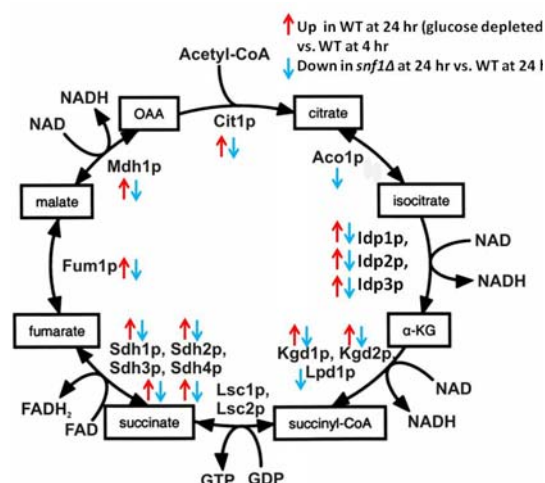 Up in WT at 24 hr (glucose depleted
vs. WT at 4 hr
Down in snf1Δ at 24 hr vs. WT at 24 h
Acetyl-CoA
NADH
OAA
citrate
NAD
Cit1p
Mdh1p
Aco1p
malate
isocitrate
Idp1p,
NAD
Idp2p,
Fum1p
NADH
Idp3p
fumarate
α-KG
Sdh1p, Sdh2p,
Kgd1p, Kgd2p,
Sdh3p, Sdh4p
Lpd1p
NAD
Lsc1p,
Lsc2p
FADH2
FAD
succinate
succinyl-CoA
NADH
GTP
GDP